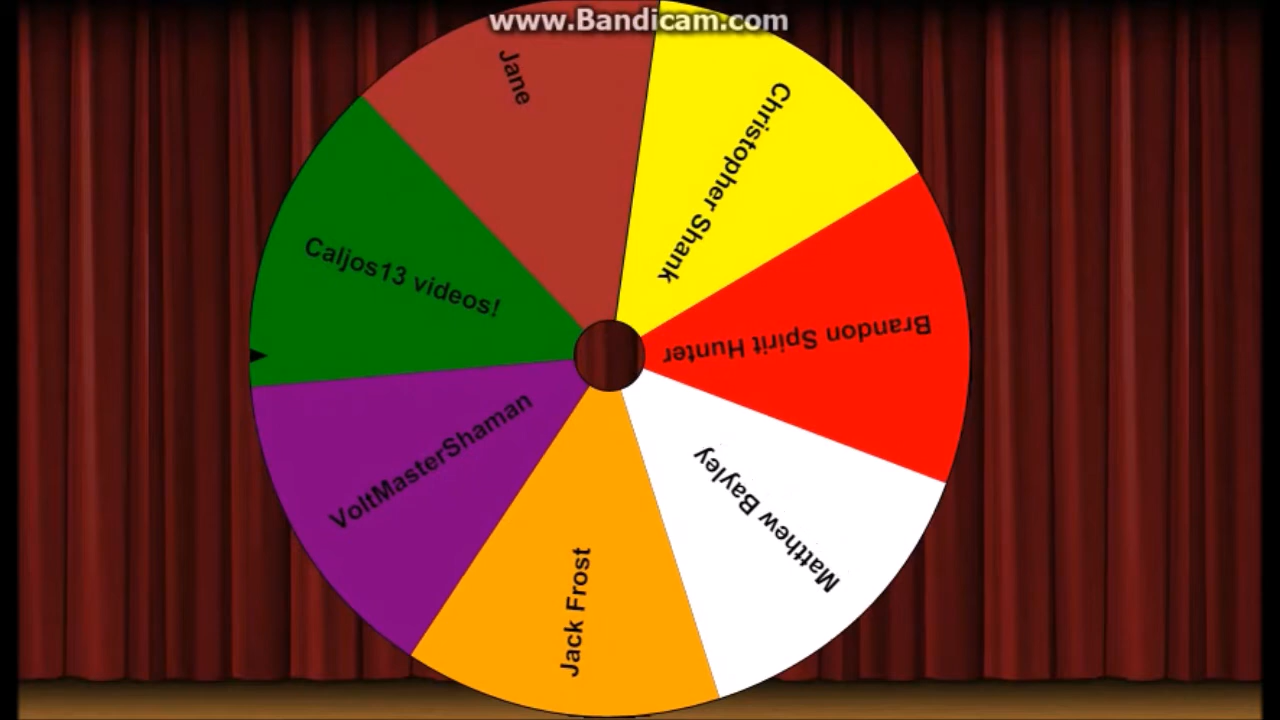 www.Bandicam.com
Jane
Christopher Shank
Caljos13 videos!
Brandon Spirit Hunter
VoltMasterShaman
Matthew Bayley
Jack Frost